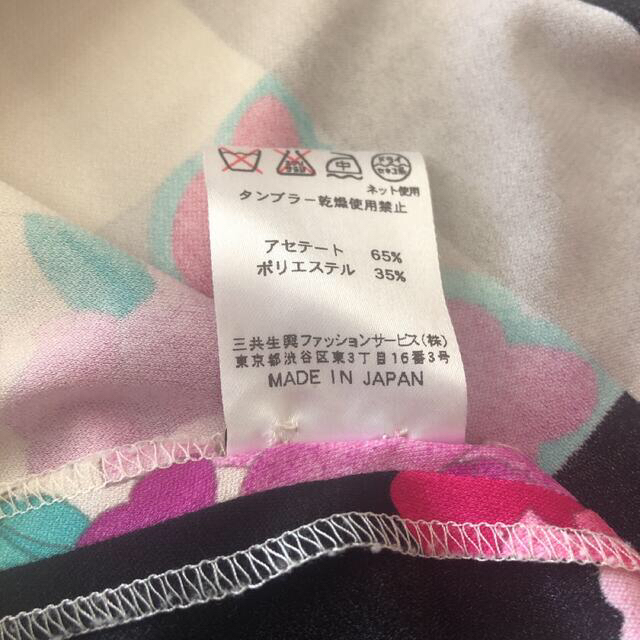 中 ドライ
ネット使用
タンブラー乾燥使用禁止
アセテート 65%
ポリエステル 35%
三共生興ファッションサービス(株)
東京都渋谷区東3丁目16番3号
MADE IN JAPAN